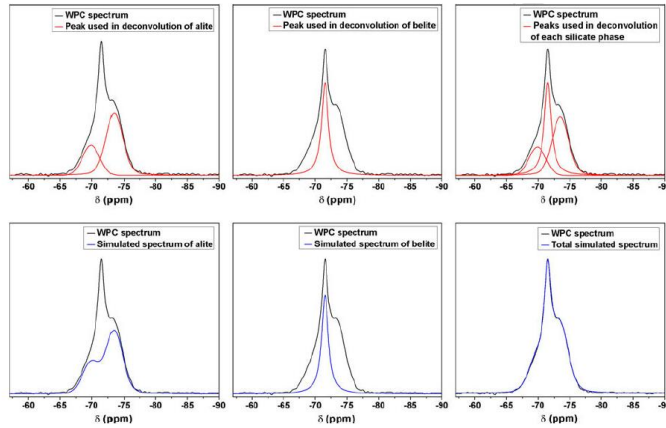 WPC spectrum
Peak used in deconvolution of alite
-60 -65 -70 -75 -80 -85 -90
δ (ppm)
WPC spectrum
Peak used in deconvolution of belite
-60 -65 -70 -75 -80 -85 -90
δ (ppm)
WPC spectrum
Peaks used in deconvolution
of each silicate phase
-60 -65 -70 -75 -80 -85 -90
δ (ppm)
WPC spectrum
Simulated spectrum of alite
-60 -65 -70 -75 -80 -85 -90
δ (ppm)
WPC spectrum
Simulated spectrum of belite
-60 -65 -70 -75 -80 -85 -90
δ (ppm)
WPC spectrum
Total simulated spectrum
-60 -65 -70 -75 -80 -85 -90
δ (ppm)